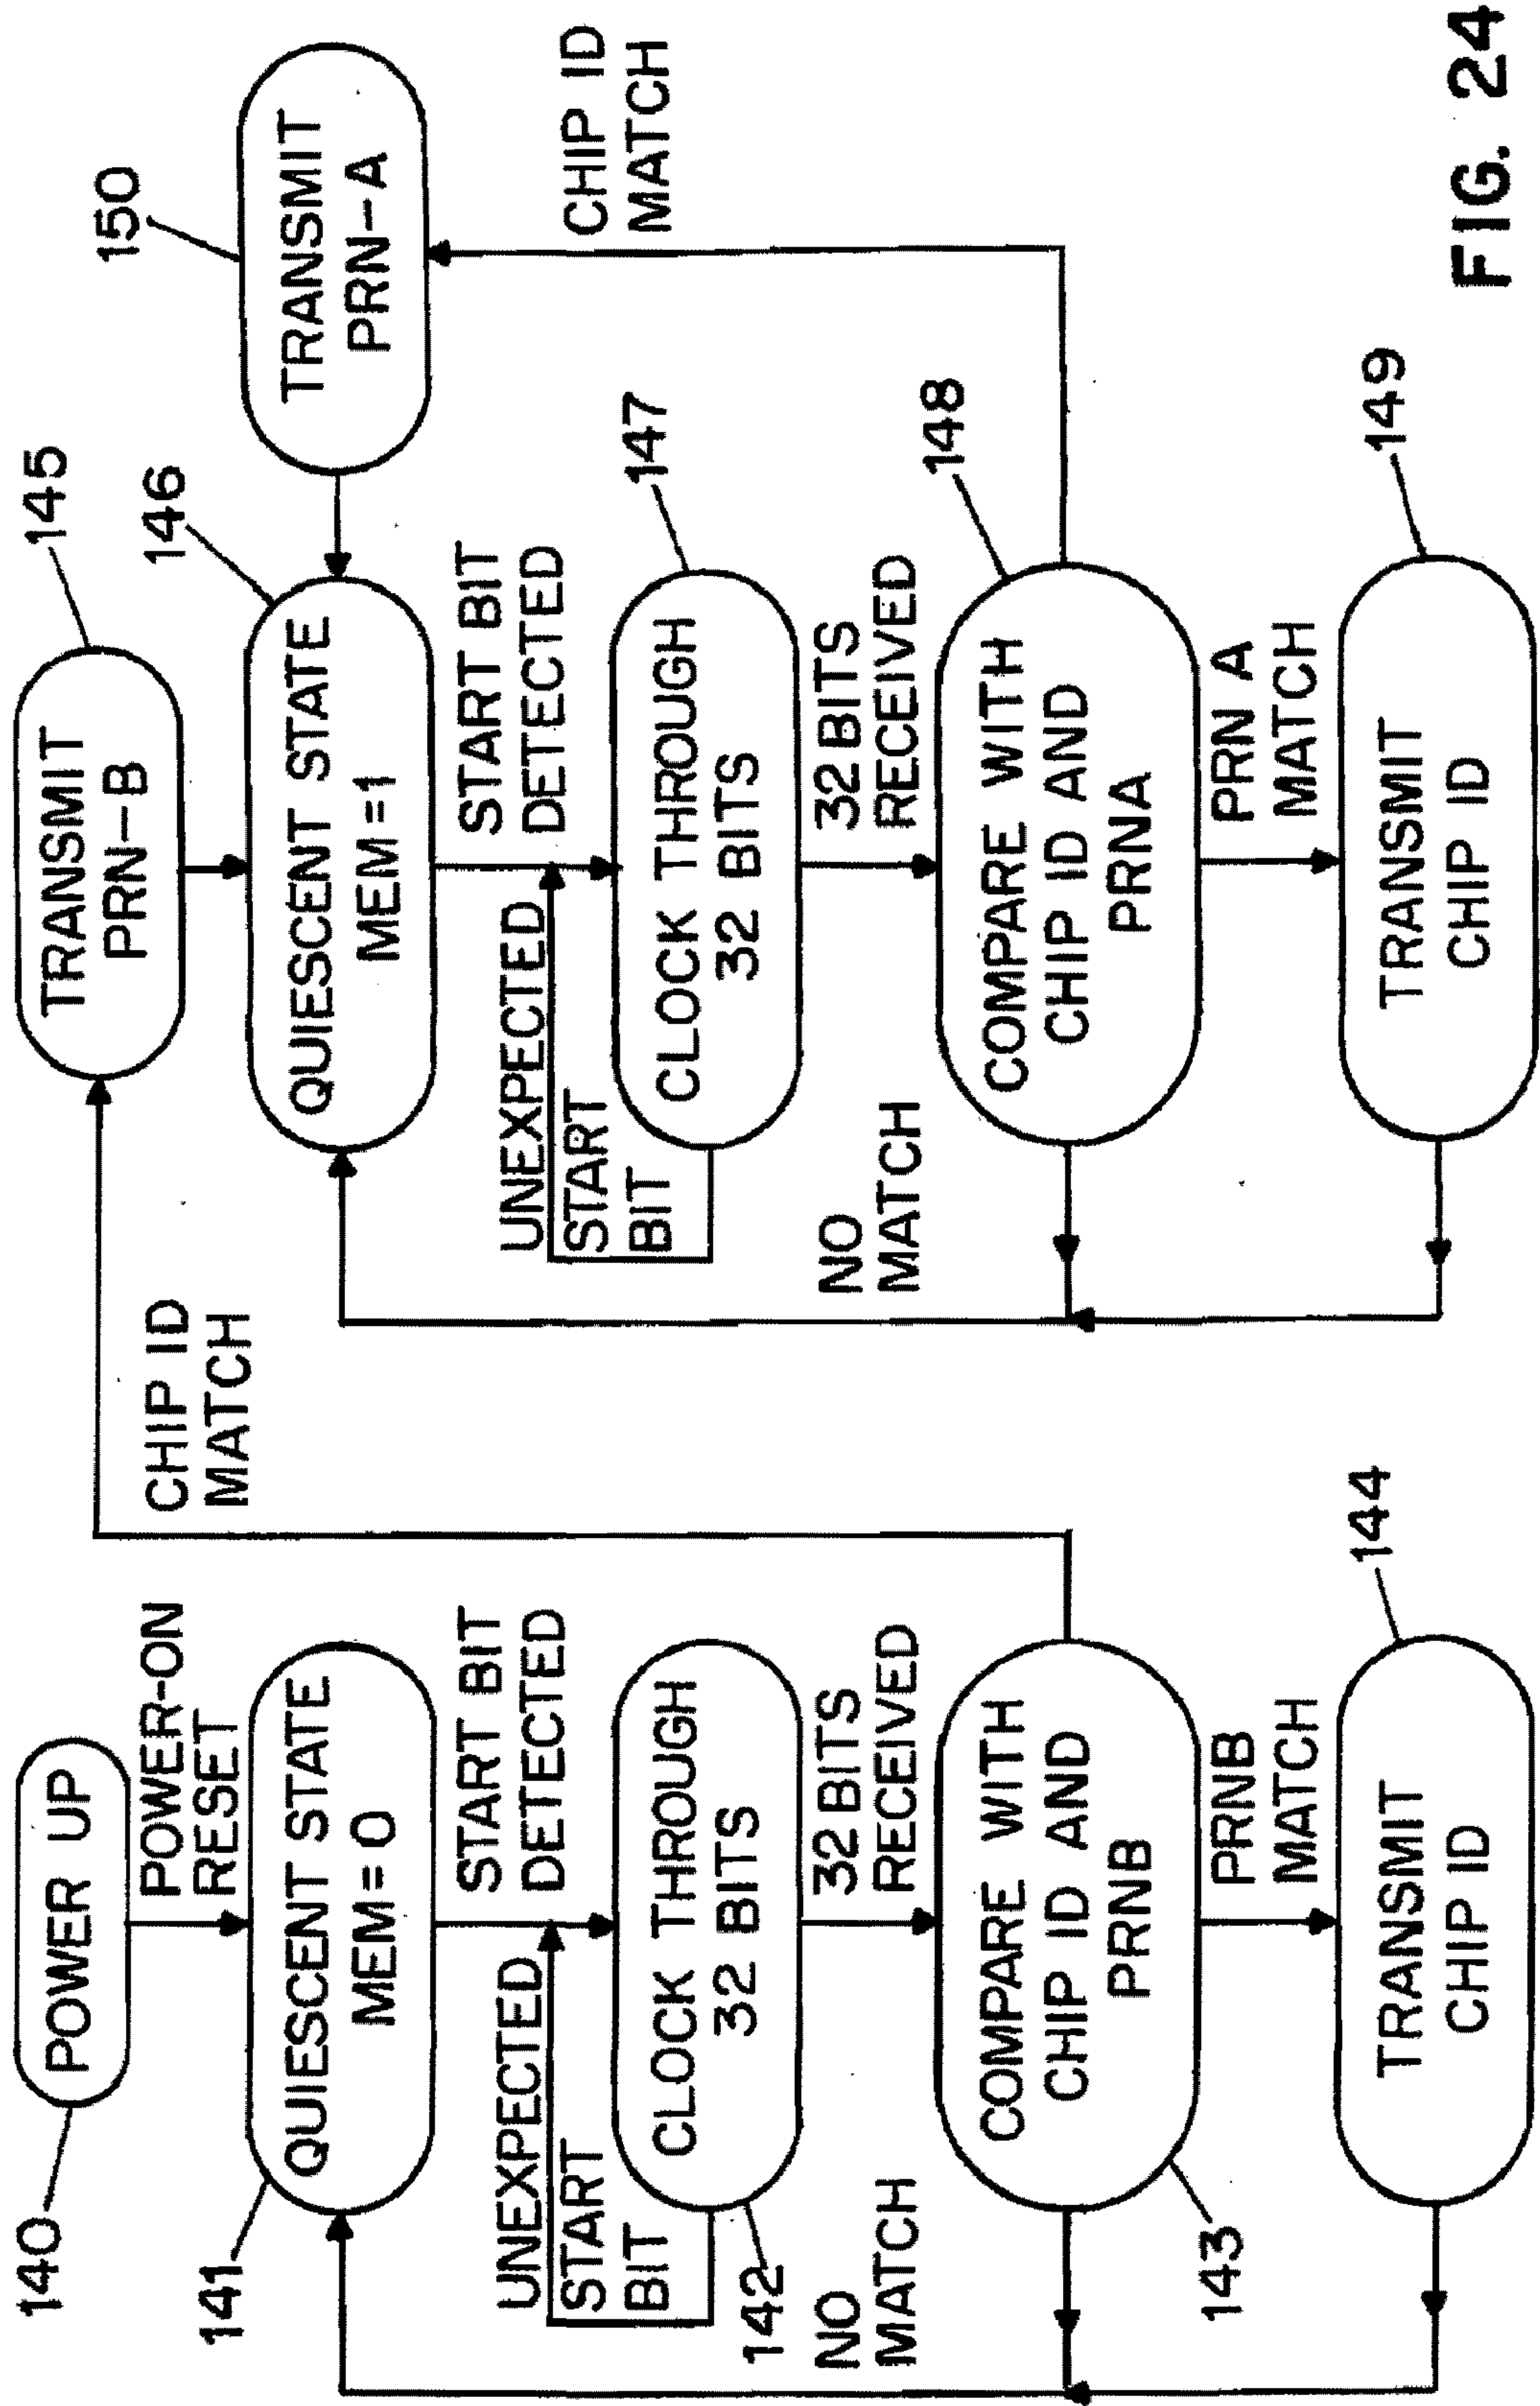 140
POWER UP
POWER-ON
RESET
141
QUIESCENT STATE
MEM = 0
START BIT
DETECTED
UNEXPECTED
START
BIT
142
CLOCK THROUGH
32 BITS
32 BITS
RECEIVED
NO
MATCH
COMPARE WITH
CHIP ID AND
PRNB
143
PRNB
MATCH
144
TRANSMIT
CHIP ID
CHIP ID
MATCH
145
TRANSMIT
PRN-B
146
QUIESCENT STATE
MEM = 1
START BIT
DETECTED
UNEXPECTED
START
BIT
147
CLOCK THROUGH
32 BITS
32 BITS
RECEIVED
NO
MATCH
148
COMPARE WITH
CHIP ID AND
PRNA
PRN A
MATCH
149
TRANSMIT
CHIP ID
150
TRANSMIT
PRN-A
CHIP ID
MATCH
FIG. 24